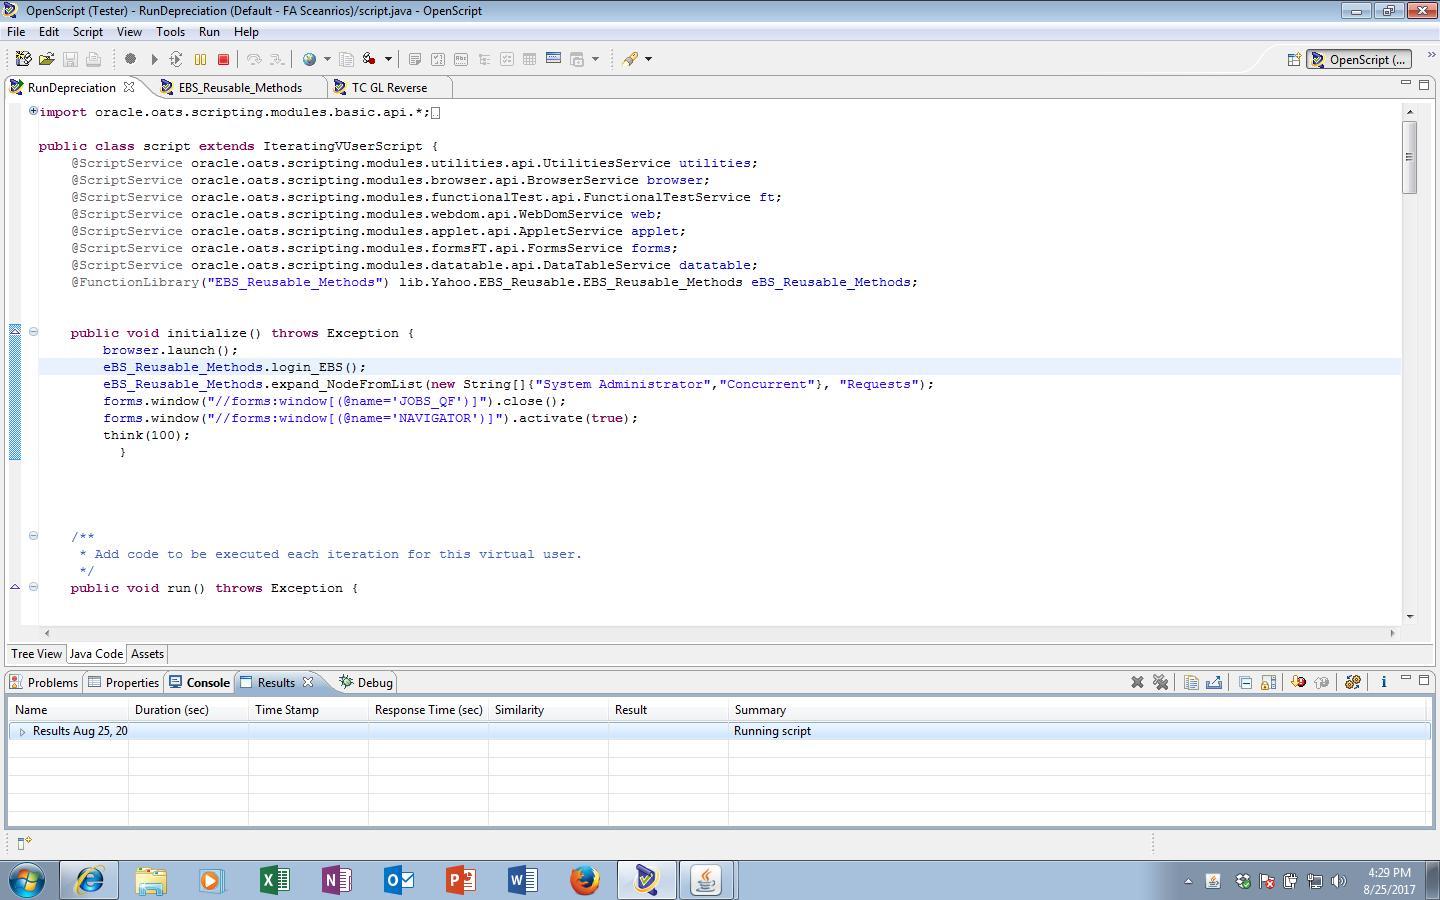 OpenScript (Tester) - RunDepreciation (Default - FA Sceanrios)/script.java - OpenScript
File Edit Script View Tools Run Help
OpenScript (...
RunDepreciation EBS_Reusable_Methods TC GL Reverse
import oracle.oats.scripting.modules.basic.api.*;
public class script extends IteratingVUserScript {
@ScriptService oracle.oats.scripting.modules.utilities.api.UtilitiesService utilities;
@ScriptService oracle.oats.scripting.modules.browser.api.BrowserService browser;
@ScriptService oracle.oats.scripting.modules.functionalTest.api.FunctionalTestService ft;
@ScriptService oracle.oats.scripting.modules.webdom.api.WebDomService web;
@ScriptService oracle.oats.scripting.modules.applet.api.AppletService applet;
@ScriptService oracle.oats.scripting.modules.formsFT.api.FormsService forms;
@ScriptService oracle.oats.scripting.modules.datatable.api.DataTableService datatable;
@FunctionLibrary("EBS_Reusable_Methods") lib.Yahoo.EBS_Reusable.EBS_Reusable_Methods eBS_Reusable_Methods;
public void initialize() throws Exception {
browser.launch();
eBS_Reusable_Methods.login_EBS();
eBS_Reusable_Methods.expand_NodeFromList(new String[]{"System Administrator","Concurrent"}, "Requests");
forms.window("//forms:window[(@name='JOBS_QF')]").close();
forms.window("//forms:window[(@name='NAVIGATOR')]").activate(true);
think(100);
}
/**
* Add code to be executed each iteration for this virtual user.
*/
public void run() throws Exception {
Tree View Java Code Assets
Problems Properties Console Results Debug
Name Duration (sec) Time Stamp Response Time (sec) Similarity Result Summary
Results Aug 25, 20 Running script
4:29 PM
8/25/2017